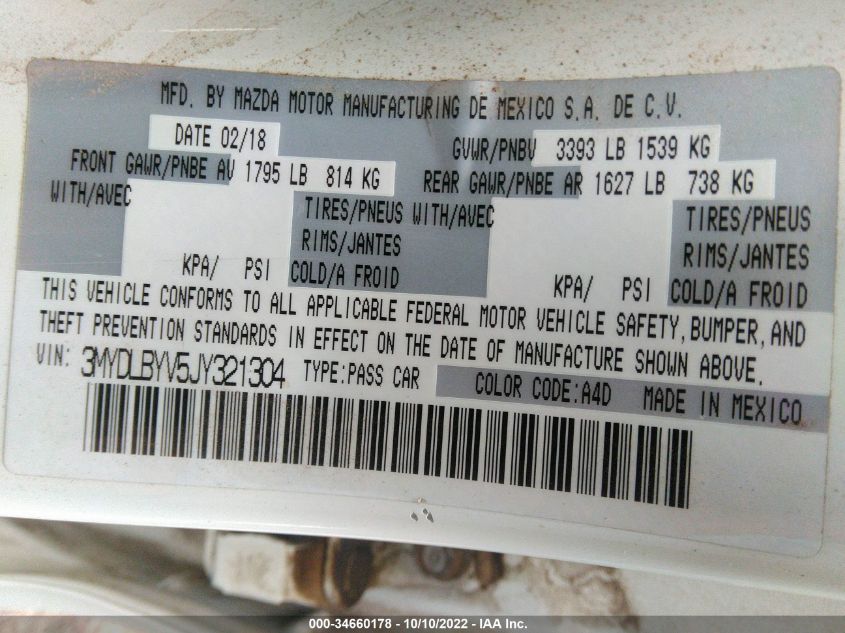 MFD. BY MAZDA MOTOR MANUFACTURING DE MEXICO S.A. DE C.V.
DATE 02/18 GVWR/PNBV 3393 LB 1539 KG
FRONT GAWR/PNBE AV 1795 LB 814 KG REAR GAWR/PNBE AR 1627 LB 738 KG
WITH/AVEC TIRES/PNEUS WITH/AVEC TIRES/PNEUS
RIMS/JANTES RIMS/JANTES
KPA/ PSI COLD/A FROID KPA/ PSI COLD/A FROID
THIS VEHICLE CONFORMS TO ALL APPLICABLE FEDERAL MOTOR VEHICLE SAFETY, BUMPER, AND
THEFT PREVENTION STANDARDS IN EFFECT ON THE DATE OF MANUFACTURE SHOWN ABOVE.
VIN: 3MYDLBYV5JY321304 TYPE:PASS CAR COLOR CODE:A4D MADE IN MEXICO
000-34660178 - 10/10/2022 - IAA Inc.